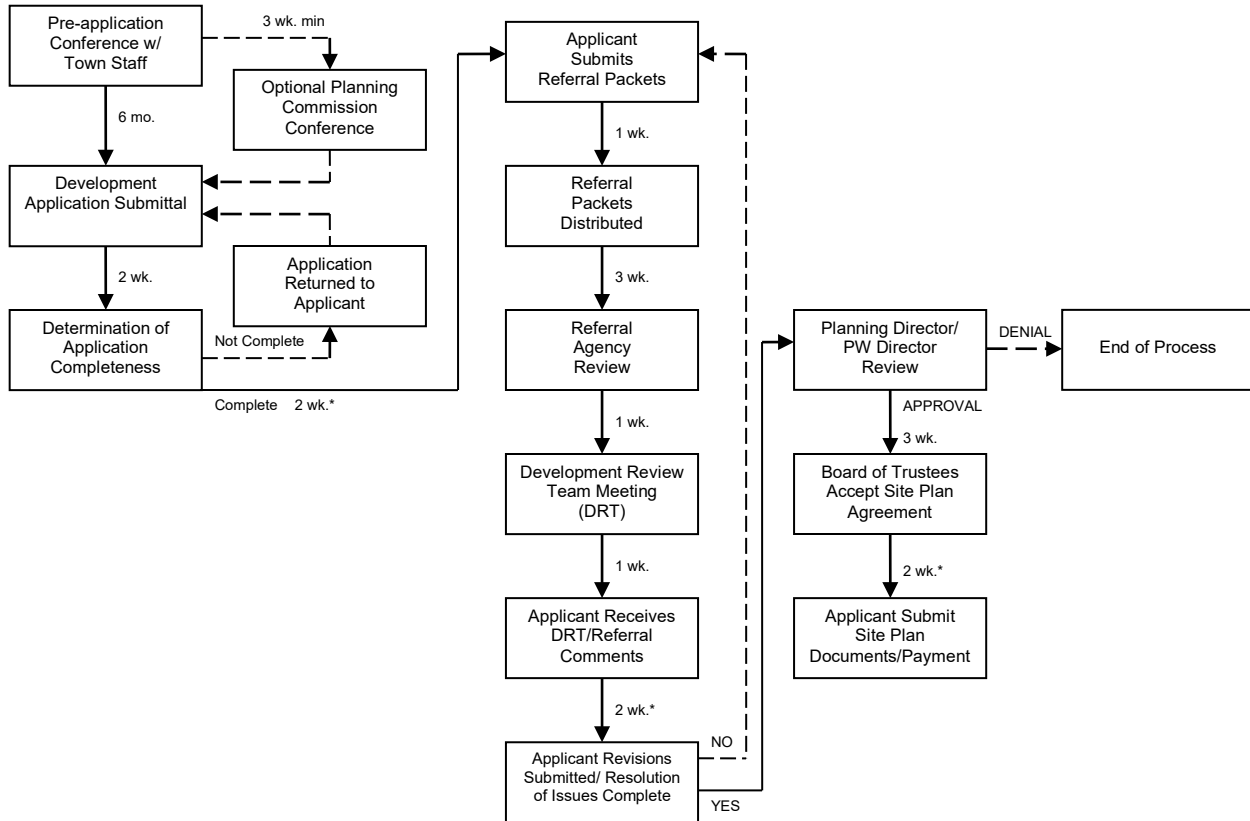 Pre-application
Conference w/
Town Staff
3 wk. min
Optional Planning
Commission
Conference
6 mo.
Development
Application Submittal
2 wk.
Application
Returned to
Applicant
Determination of
Application
Completeness
Not Complete
Complete 2 wk.*
Applicant
Submits
Referral Packets
1 wk.
Referral
Packets
Distributed
3 wk.
Referral
Agency
Review
1 wk.
Development Review
Team Meeting
(DRT)
1 wk.
Applicant Receives
DRT/Referral
Comments
2 wk.*
Applicant Revisions
Submitted/ Resolution
of Issues Complete
NO
YES
Planning Director/
PW Director
Review
DENIAL
End of Process
APPROVAL
3 wk.
Board of Trustees
Accept Site Plan
Agreement
2 wk.*
Applicant Submit
Site Plan
Documents/Payment